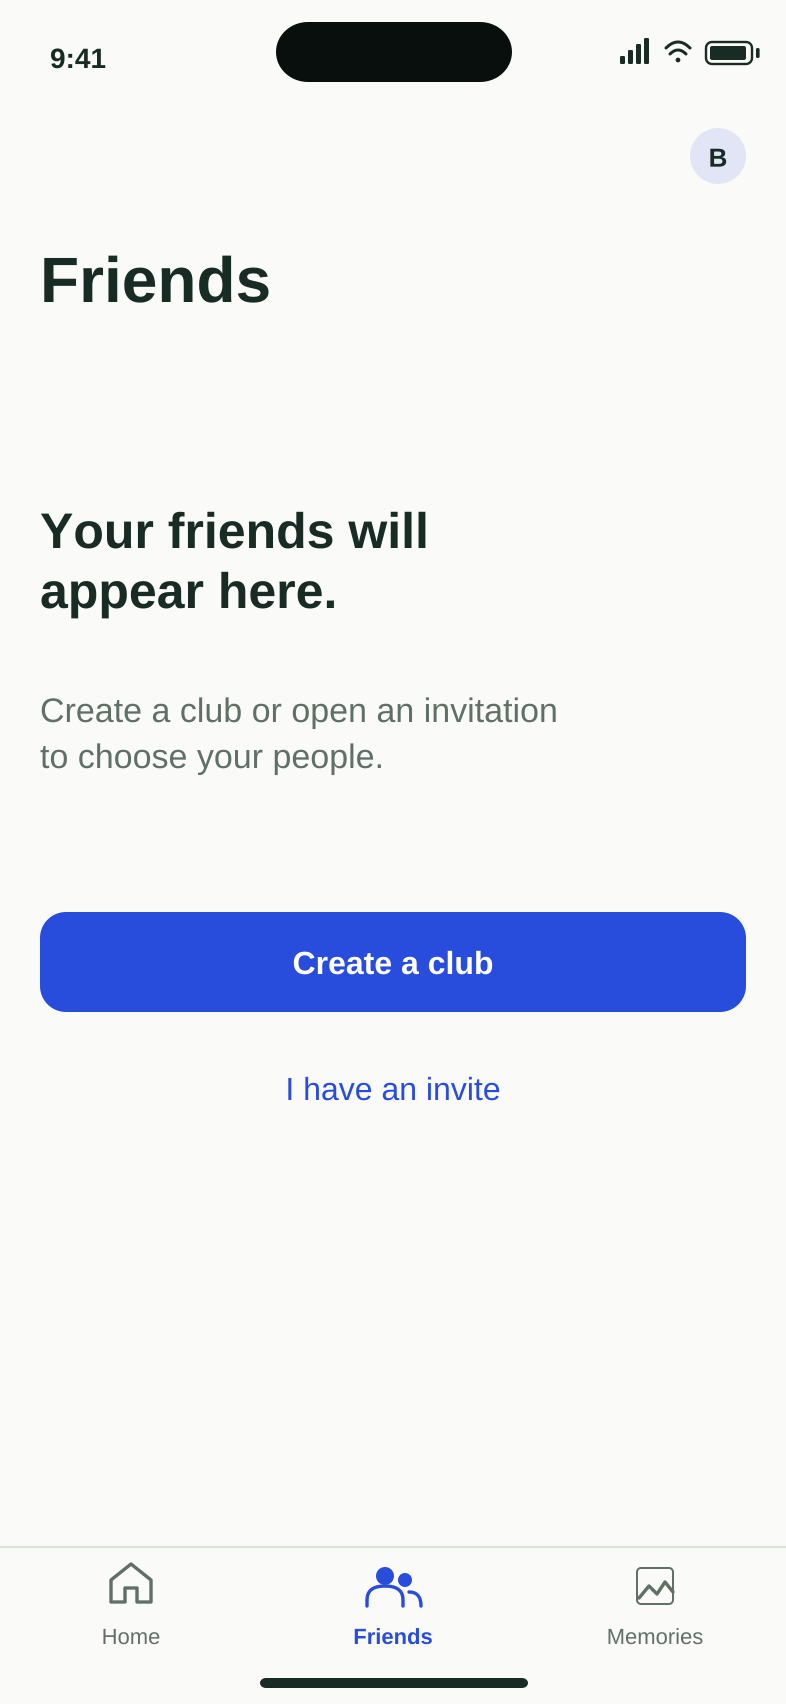 9:41
B
Friends
Your friends will
appear here.
Create a club or open an invitation
to choose your people.
Create a club
I have an invite
Home
Friends
Memories